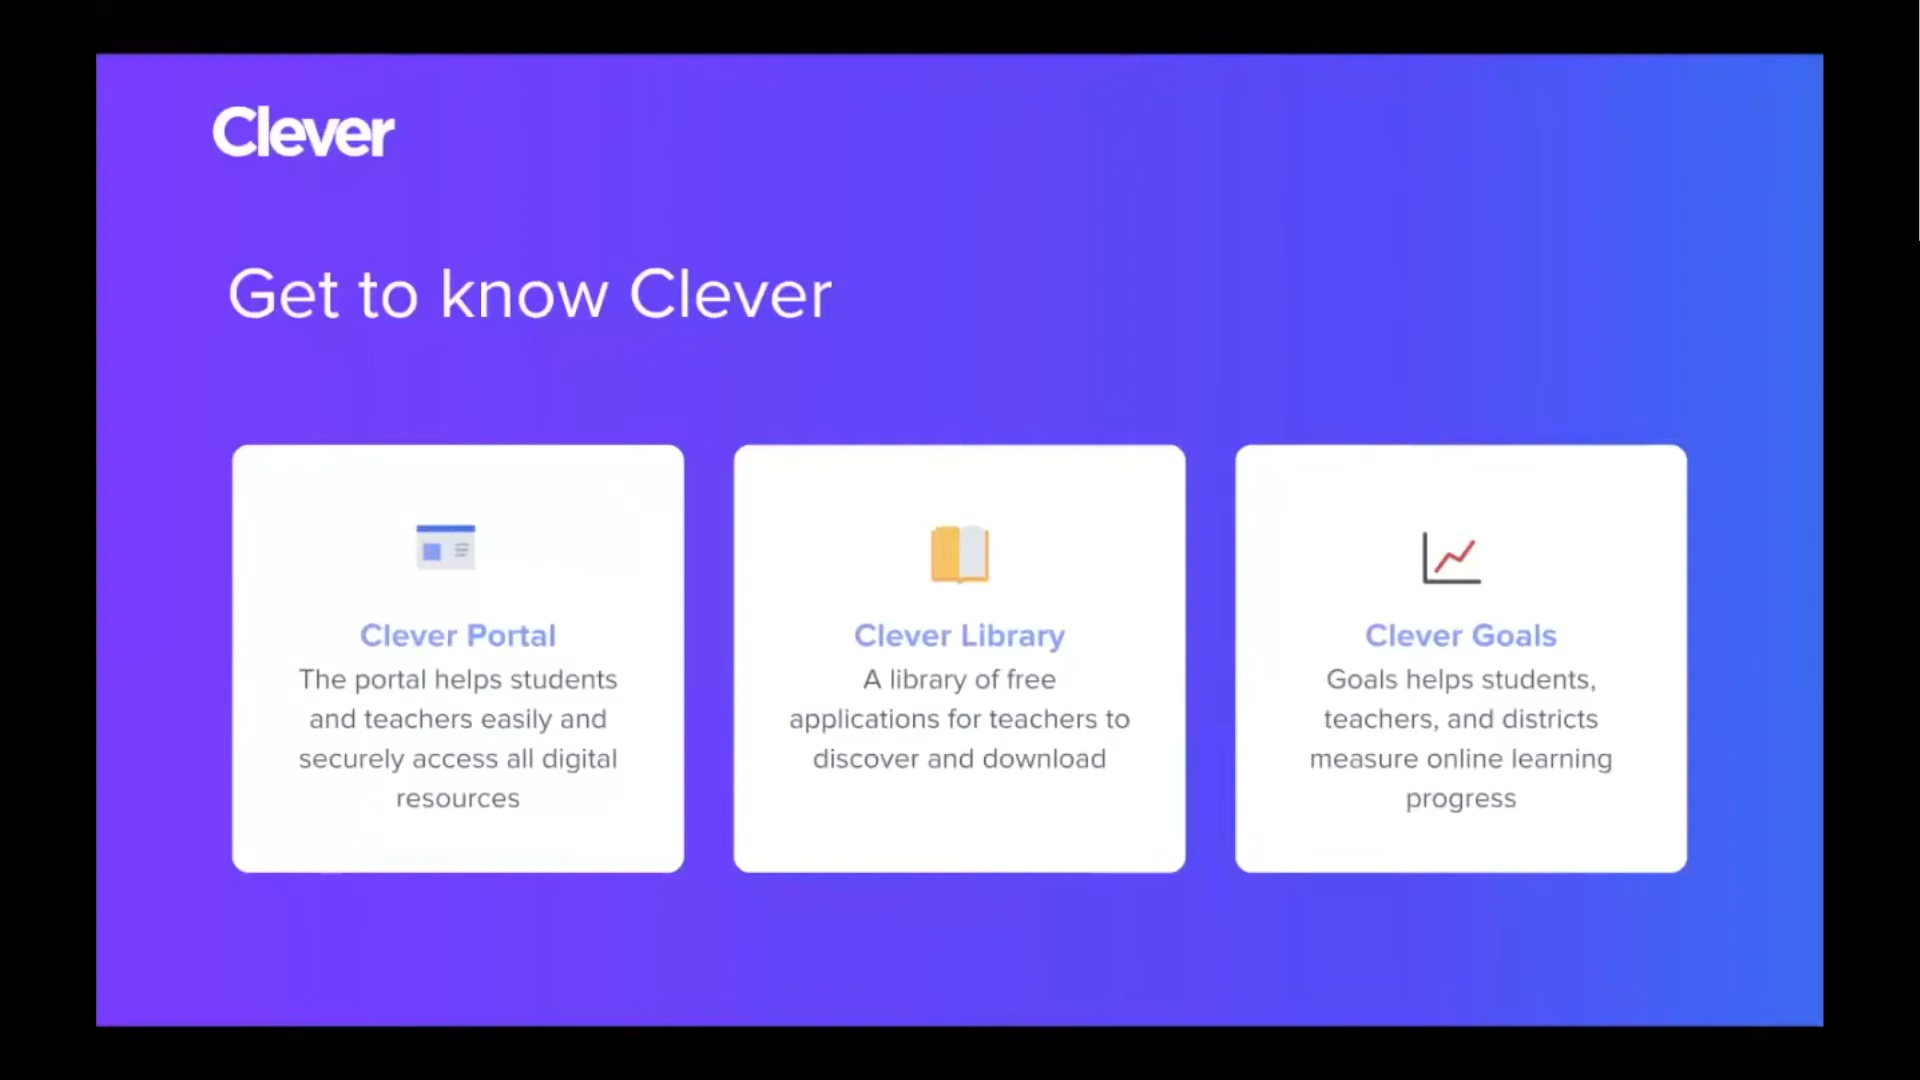 Clever
Get to know Clever
Clever Portal
The portal helps students
and teachers easily and
securely access all digital
resources
Clever Library
A library of free
applications for teachers to
discover and download
Clever Goals
Goals helps students,
teachers, and districts
measure online learning
progress